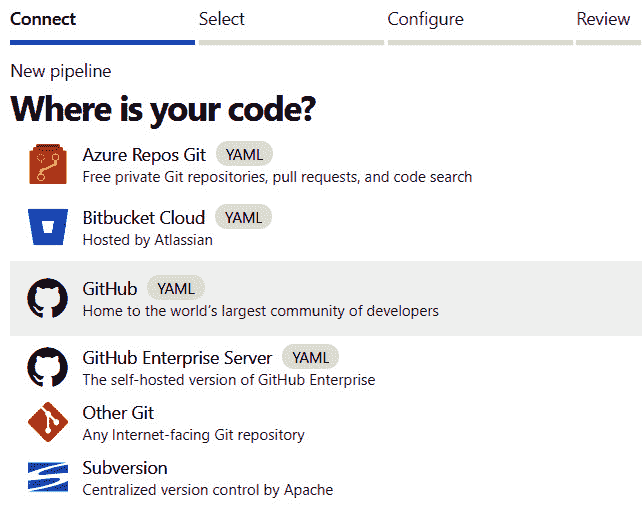 Connect Select Configure Review
New pipeline
Where is your code?
Azure Repos Git YAML
Free private Git repositories, pull requests, and code search
Bitbucket Cloud YAML
Hosted by Atlassian
GitHub YAML
Home to the world's largest community of developers
GitHub Enterprise Server YAML
The self-hosted version of GitHub Enterprise
Other Git
Any Internet-facing Git repository
Subversion
Centralized version control by Apache